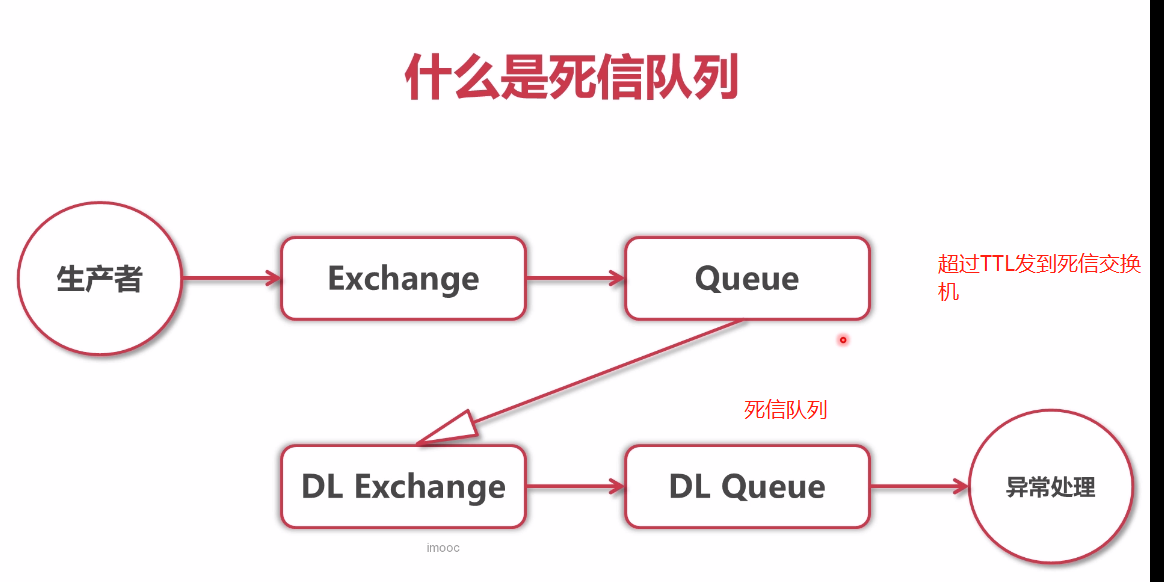 什么是死信队列
生产者
Exchange
Queue
超过TTL发到死信交换
机
死信队列
DL Exchange
DL Queue
异常处理
imooc